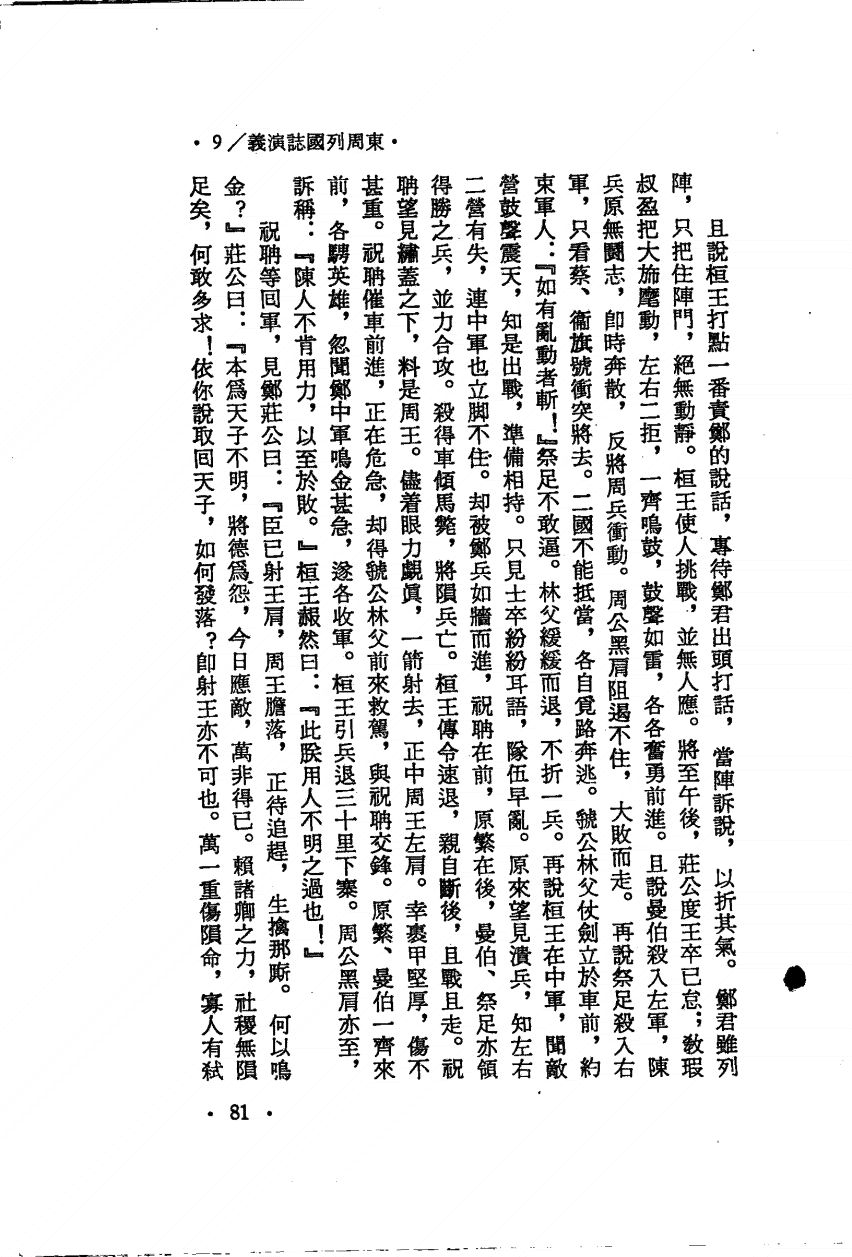 •東周列國誌演義/9•
且說桓王打點一番責鄭的說話，專待鄭君出頭打話，當陣訴說，以折其氣。鄭君雖列
陣，只把住陣門，絕無動靜。桓王使人挑戰，並無人應。將至午後，莊公度王卒已怠；教瑕
叔盈把大旆麾動，左右二拒，一齊鳴鼓，鼓聲如雷，各各奮勇前進。且說曼伯殺入左軍，陳
兵原無鬭志，卽時奔散，反將周兵衝動。周公黑肩阻遏不住，大敗而走。再說祭足殺入右
軍，只看蔡、衞旗號衝突將去。二國不能抵當，各自覓路奔逃。虢公林父仗劍立於車前，約
束軍人：『如有亂動者斬！』祭足不敢逼。林父緩緩而退，不折一兵。再說桓王在中軍，聞敵
營鼓聲震天，知是出戰，準備相持。只見士卒紛紛耳語，隊伍早亂。原來望見潰兵，知左右
二營有失，連中軍也立脚不住。却被鄭兵如牆而進，祝聃在前，原繁在後，曼伯、祭足亦領
得勝之兵，並力合攻。殺得車傾馬斃，將隕兵亡。桓王傳令速退，親自斷後，且戰且走。祝
聃望見繡蓋之下，料是周王。儘着眼力覷眞，一箭射去，正中周王左肩。幸裹甲堅厚，傷不
甚重。祝聃催車前進，正在危急，却得虢公林父前來救駕，與祝聃交鋒。原繁、曼伯一齊來
前，各騁英雄，忽聞鄭中軍鳴金甚急，遂各收軍。桓王引兵退三十里下寨。周公黑肩亦至，
訴稱：『陳人不肯用力，以至於敗。』桓王赧然曰：『此朕用人不明之過也！』
祝聃等回軍，見鄭莊公曰：『臣已射王肩，周王膽落，正待追趕，生擒那厮。何以鳴
金？』莊公曰：『本爲天子不明，將德爲怨，今日應敵，萬非得已。賴諸卿之力，社稷無隕
足矣，何敢多求！依你說取回天子，如何發落？卽射王亦不可也。萬一重傷隕命，寡人有弒
•81•